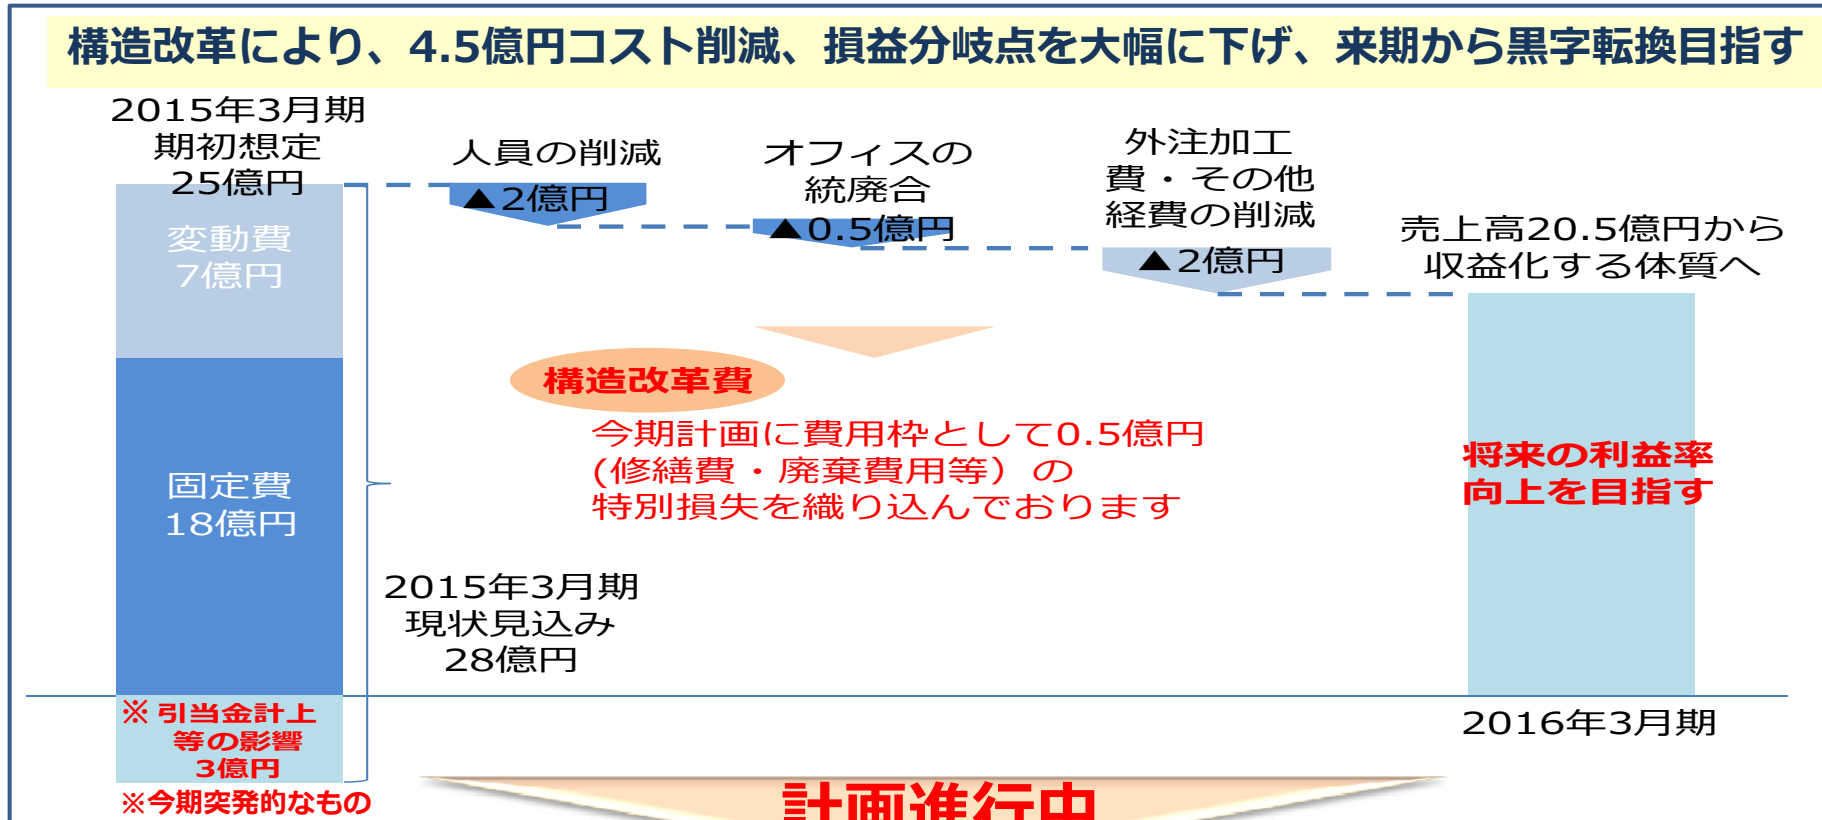 構造改革により、4.5億円コスト削減、損益分岐点を大幅に下げ、来期から黒字転換目指す
2015年3月期
期初想定
25億円
人員の削減
▲2億円
オフィスの
統廃合
▲0.5億円
外注加工
費・その他
経費の削減
▲2億円
売上高20.5億円から
収益化する体質へ
変動費
7億円
構造改革費
今期計画に費用枠として0.5億円
(修繕費・廃棄費用等）の
特別損失を織り込んでおります
将来の利益率
向上を目指す
固定費
18億円
2015年3月期
現状見込み
28億円
※引当金計上
等の影響
3億円
※今期突発的なもの
2016年3月期
計画進行中